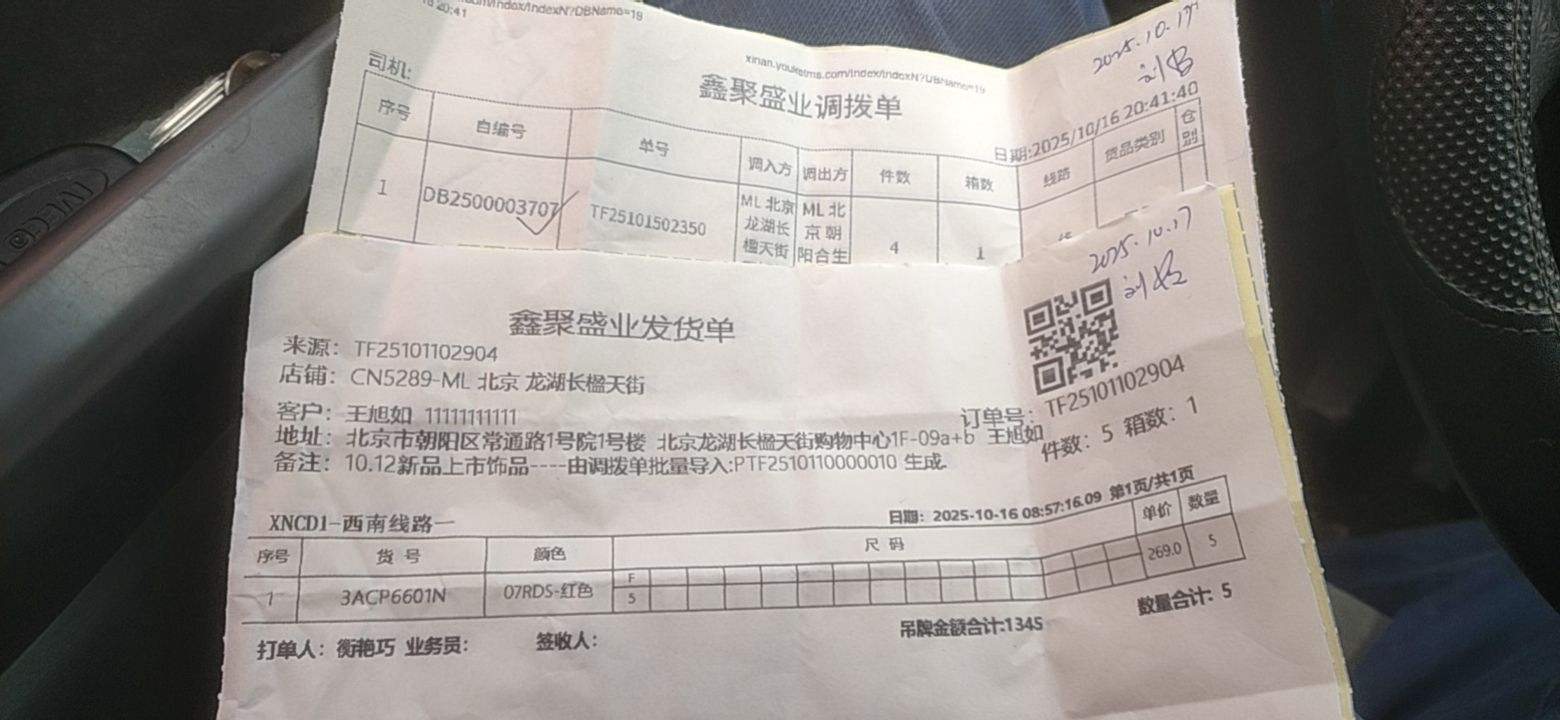 20:41
com/Index/IndexN?DBName=19
xinan.youkatms.com/Index/IndexN?DBName=19
2025.10.17
司机:
鑫聚盛业调拨单
日期:2025/10/16 20:41:40
序号 自编号 单号 调入方 调出方 件数 箱数 线路 货品类别 仓别
1 DB2500003707 TF25101502350 ML 北京龙湖长楹天街 ML 北京朝阳合生 4 1
2025.10.17
鑫聚盛业发货单
来源: TF25101102904
店铺: CN5289-ML 北京 龙湖长楹天街
客户: 王旭如 11111111111
订单号: TF25101102904
地址: 北京市朝阳区常通路1号院1号楼 北京龙湖长楹天街购物中心1F-09a+b 王旭如
件数: 5 箱数: 1
备注: 10.12新品上市饰品----由调拨单批量导入:PTF2510110000010 生成.
XNCD1-西南线路一
日期: 2025-10-16 08:57:16.09 第1页/共1页
序号 货 号 颜色 尺 码 单价 数量
F
1 3ACP6601N 07RDS-红色 5 269.0 5
吊牌金额合计:1345 数量合计: 5
打单人: 衡艳巧 业务员: 签收人: